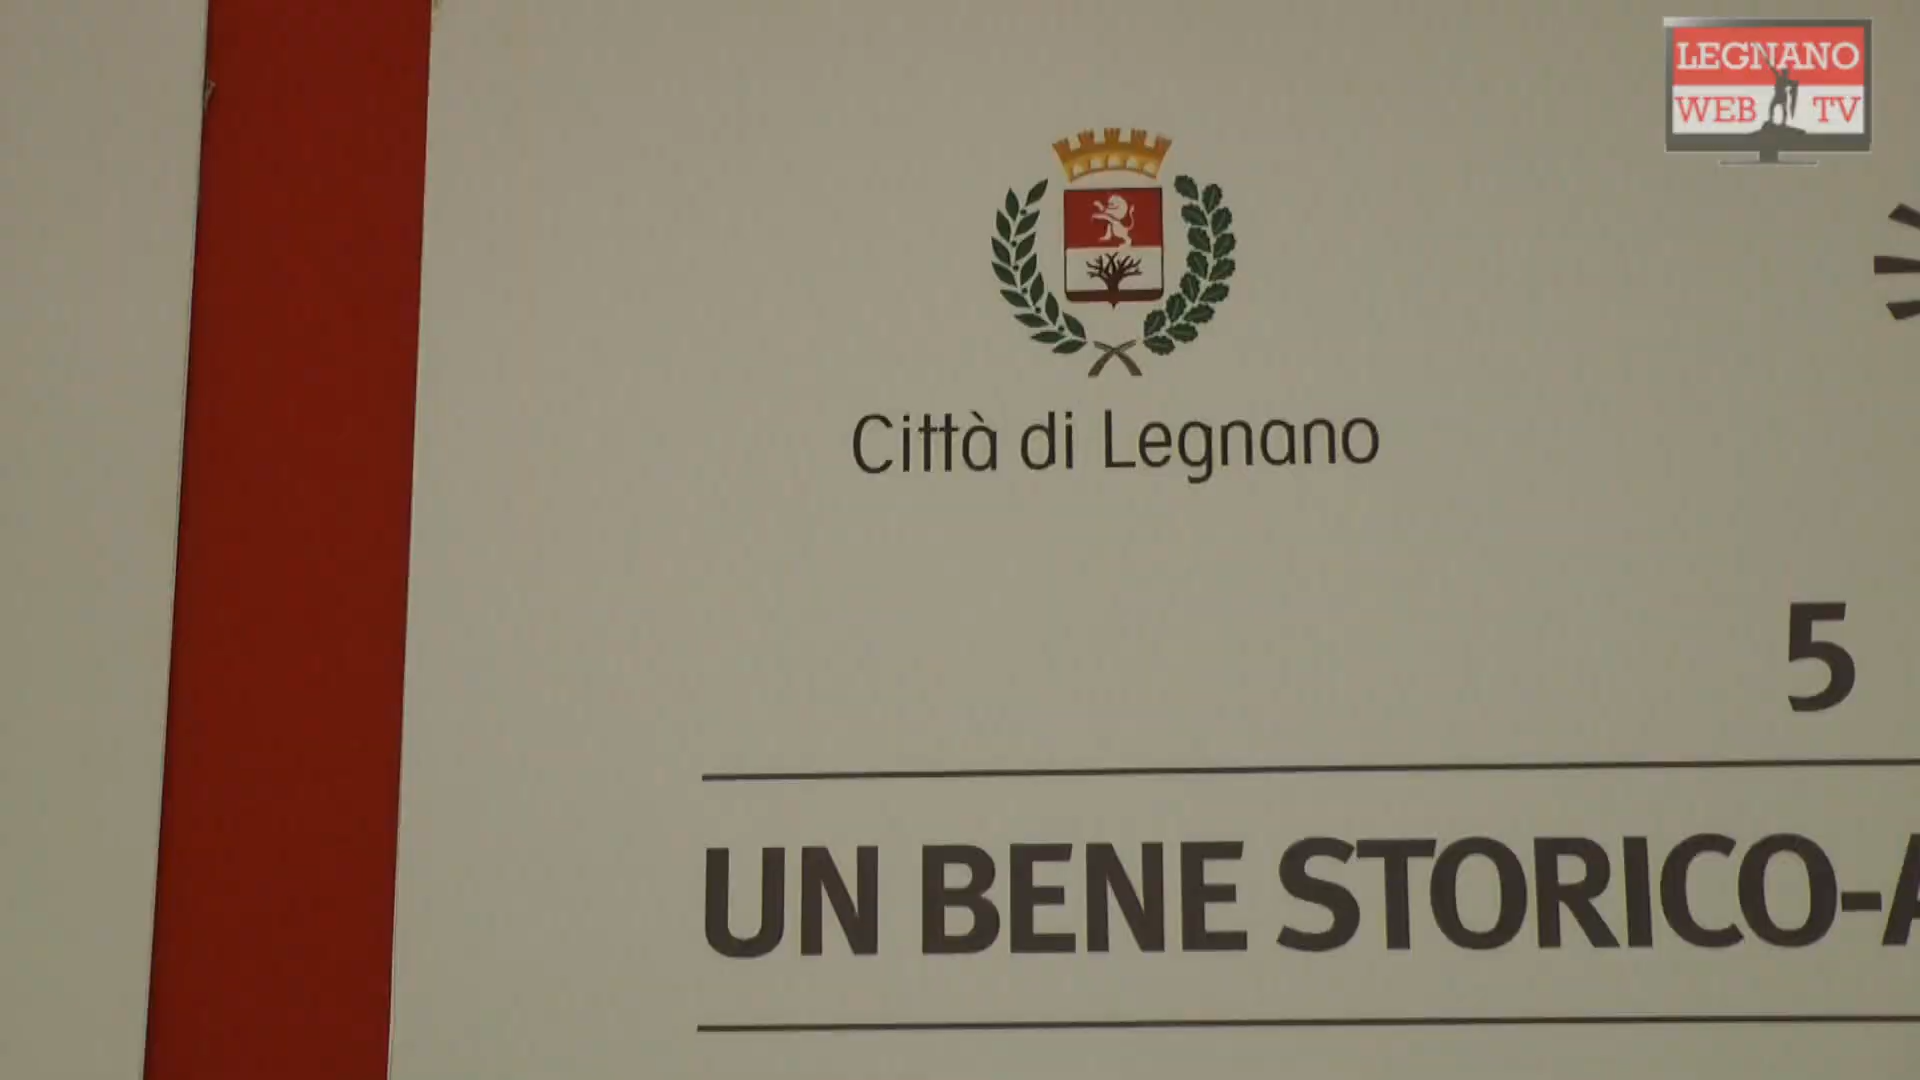 LEGNANO
WEB TV
Città di Legnano
5
UN BENE STORICO-